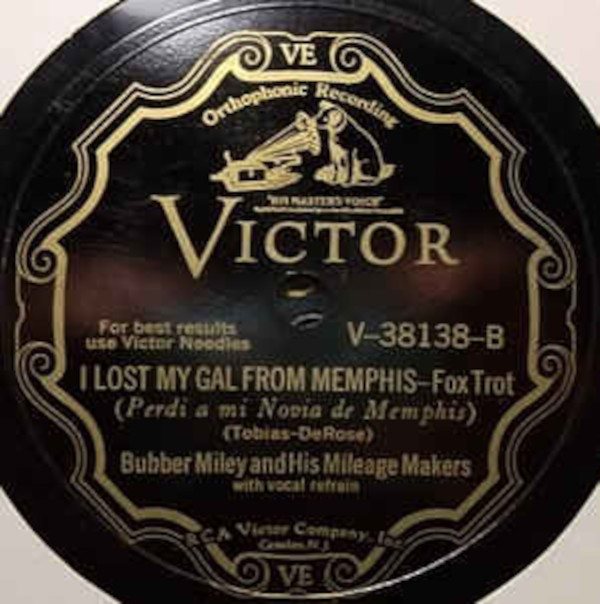 VE
Orthophonic Recording
"HIS MASTER'S VOICE"
VICTOR
For best results
use Victor Needles
V-38138-B
I LOST MY GAL FROM MEMPHIS-Fox Trot
(Perdi a mi Novia de Memphis)
(Tobias-DeRose)
Bubber Miley and His Mileage Makers
with vocal refrain
RCA Victor Company, Inc.
Camden, N.J.
VE